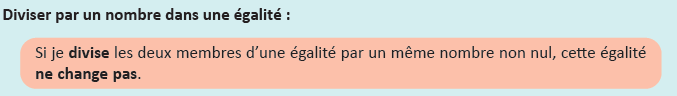 Diviser par un nombre dans une égalité :
Si je divise les deux membres d’une égalité par un même nombre non nul, cette égalité
ne change pas.